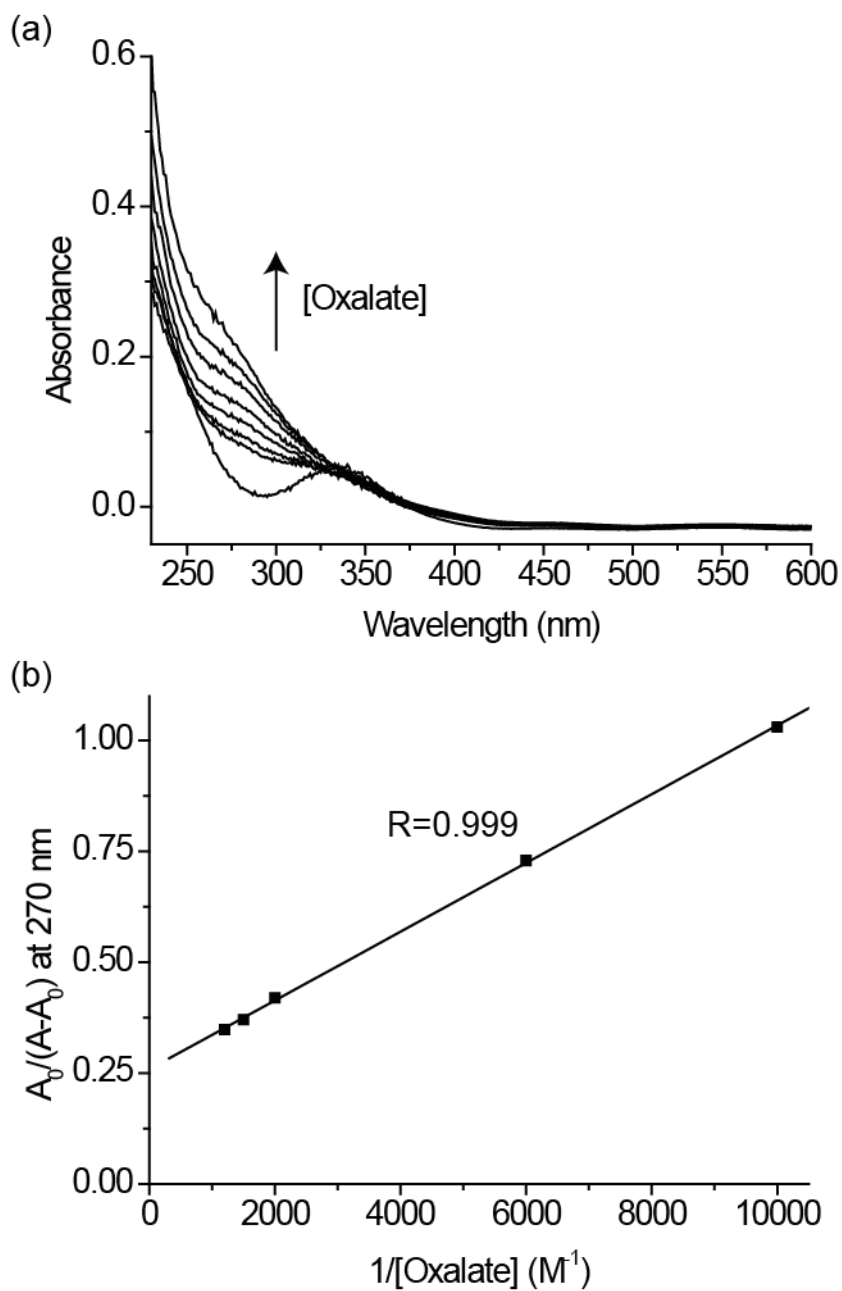 (a)
0.6
0.4
0.2
0.0
Absorbance
[Oxalate]
250 300 350 400 450 500 550 600
Wavelength (nm)
(b)
1.00
0.75
0.50
0.25
0.00
A₀/(A-A₀) at 270 nm
R=0.999
0 2000 4000 6000 8000 10000
1/[Oxalate] (M⁻¹)